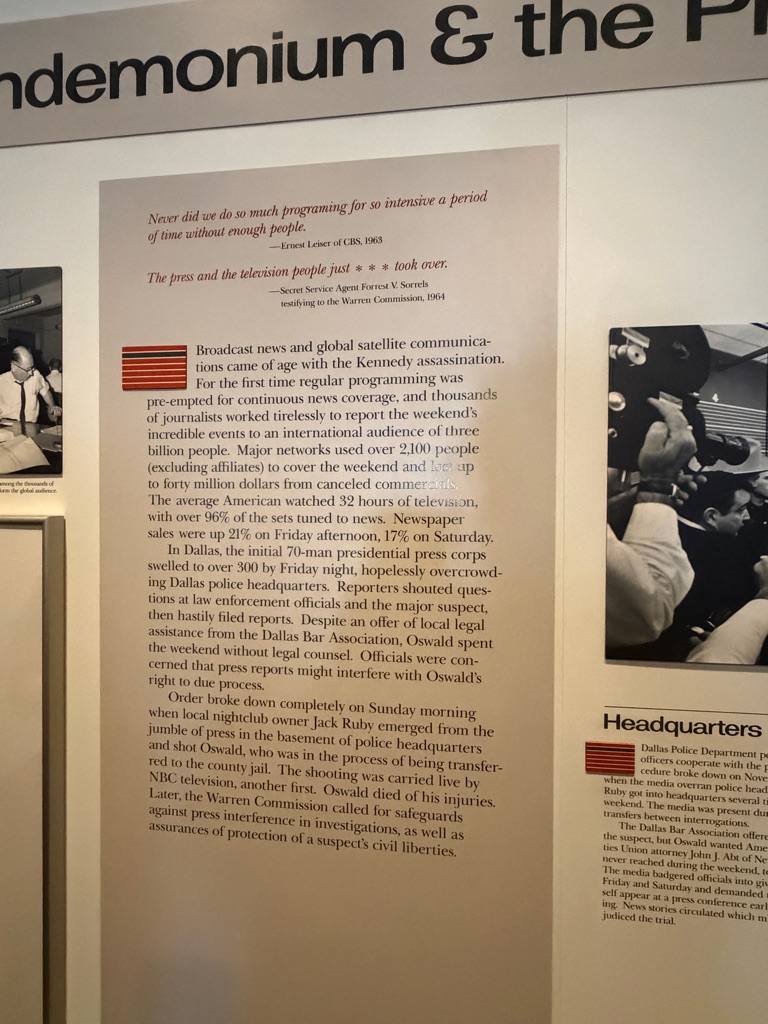 & the
Never did we do so much programing for so intensive a period
of time without enough people.
—Ernest Leiser of CBS, 1963
The press and the television people just * * * took over.
—Secret Service Agent Forrest V. Sorrels
testifying to the Warren Commission, 1964
Broadcast news and global satellite communica-
tions came of age with the Kennedy assassination.
For the first time regular programming was
pre-empted for continuous news coverage, and thousands
of journalists worked tirelessly to report the weekend's
incredible events to an international audience of three
billion people. Major networks used over 2,100 people
(excluding affiliates) to cover the weekend and lost up
to forty million dollars from canceled commercials.
The average American watched 32 hours of television,
with over 96% of the sets tuned to news. Newspaper
sales were up 21% on Friday afternoon, 17% on Saturday.
In Dallas, the initial 70-man presidential press corps
swelled to over 300 by Friday night, hopelessly overcrowd-
ing Dallas police headquarters. Reporters shouted ques-
tions at law enforcement officials and the major suspect,
then hastily filed reports. Despite an offer of local legal
assistance from the Dallas Bar Association, Oswald spent
the weekend without legal counsel. Officials were con-
cerned that press reports might interfere with Oswald's
right to due process.
Order broke down completely on Sunday morning
when local nightclub owner Jack Ruby emerged from the
jumble of press in the basement of police headquarters
and shot Oswald, who was in the process of being transfer-
red to the county jail. The shooting was carried live by
NBC television, another first. Oswald died of his injuries.
Later, the Warren Commission called for safeguards
against press interference in investigations, as well as
assurances of protection of a suspect's civil liberties.
among the thousands of
form the global audience.
4
Headquarters
Dallas Police Department
officers cooperate with the
cedure broke down on
when the media overran police
Ruby got into headquarters several
weekend. The media was present
transfers between interrogations.
The Dallas Bar Association
the suspect, but Oswald wanted
ties Union attorney John J. Abt of
never reached during the weekend,
The media badgered officials into
Friday and Saturday and demanded
self appear at a press conference
ing. News stories circulated which
judiced the trial.